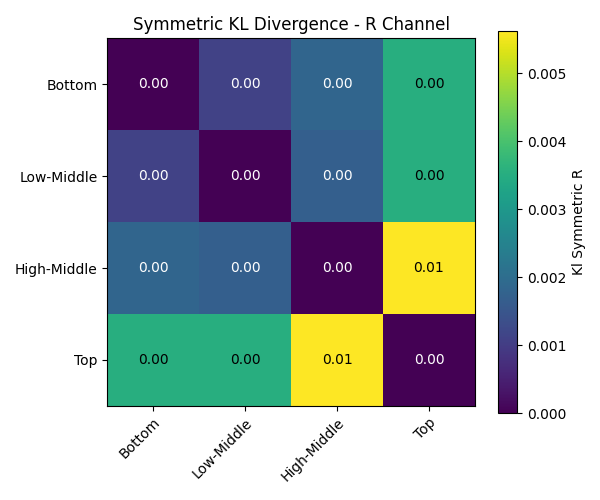 Symmetric KL Divergence - R Channel
Bottom 0.00 0.00 0.00 0.00
Low-Middle 0.00 0.00 0.00 0.00
High-Middle 0.00 0.00 0.00 0.01
Top 0.00 0.00 0.01 0.00
Bottom Low-Middle High-Middle Top
0.005
0.004
0.003
0.002
0.001
0.000
Kl Symmetric R